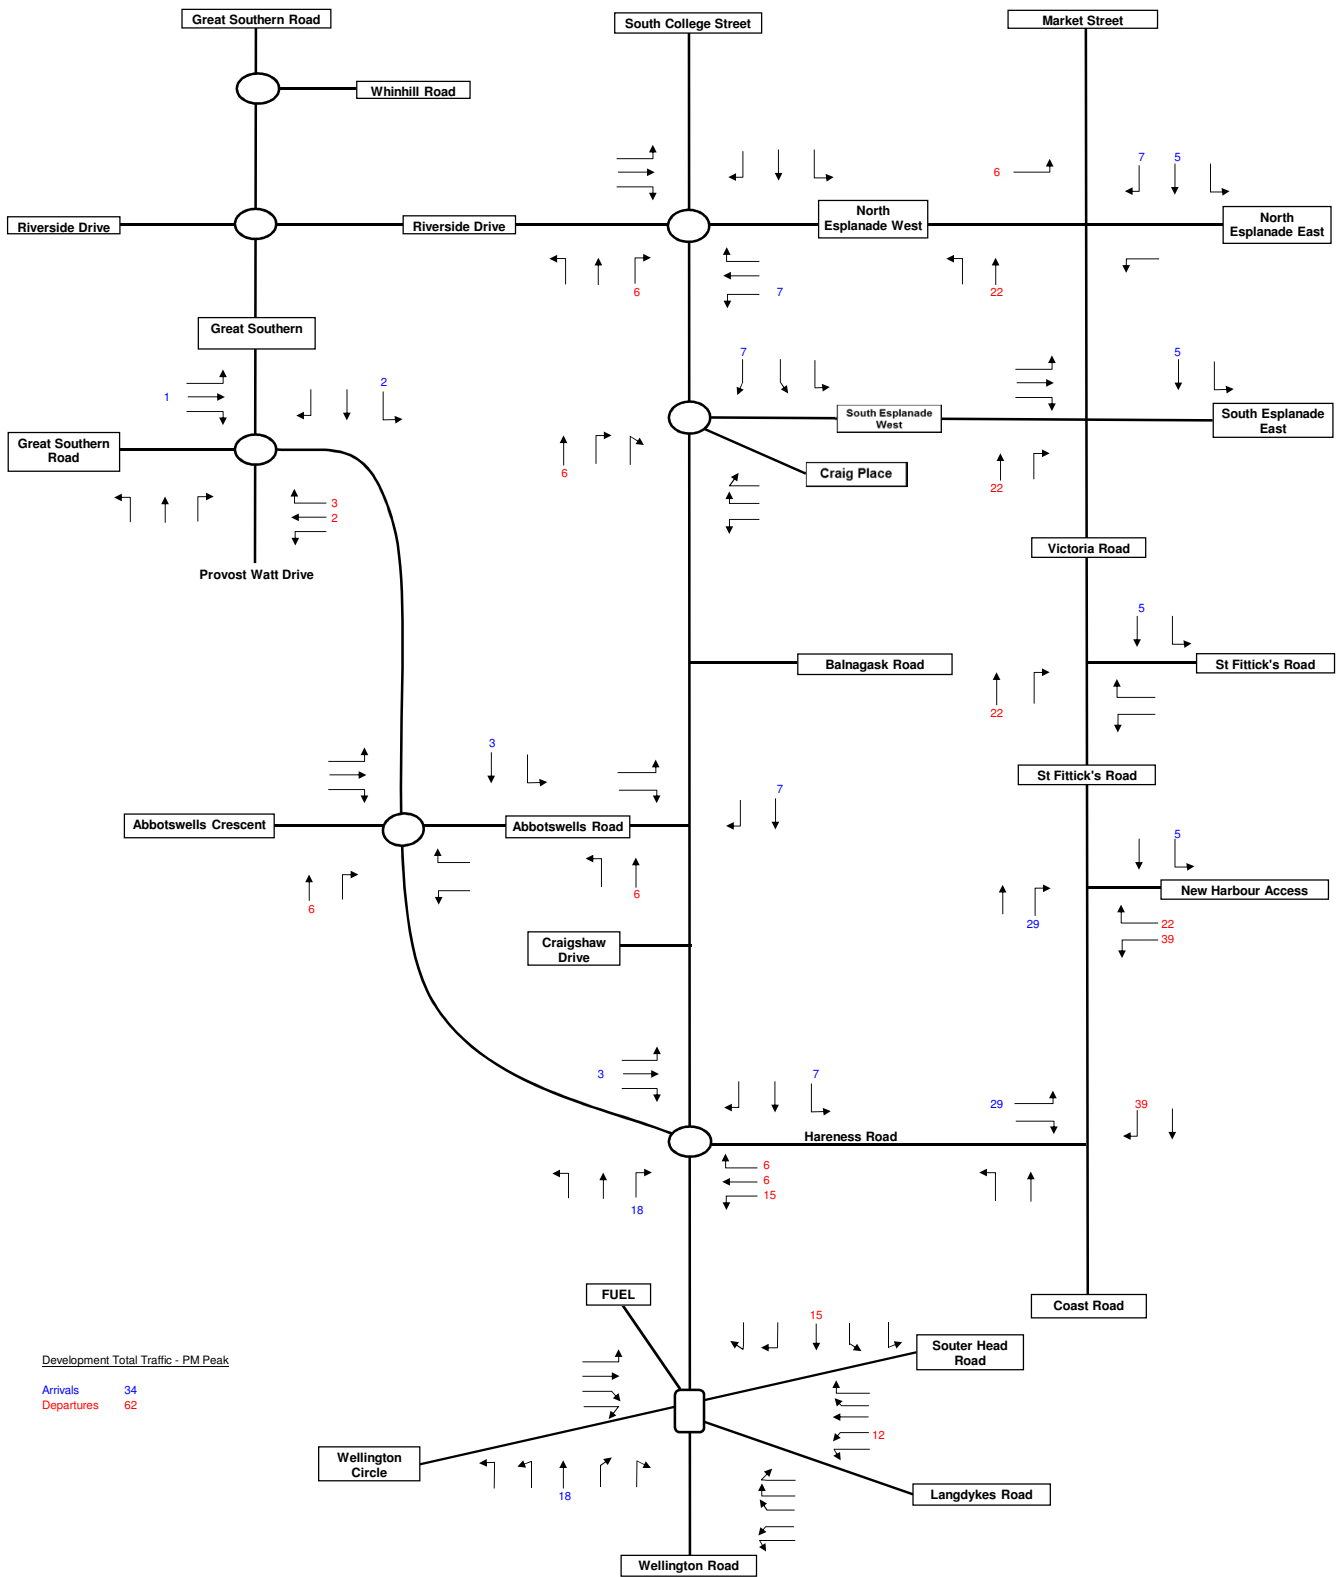 Great Southern Road
South College Street
Market Street
Whinhill Road
7 5
6
Riverside Drive
Riverside Drive
North
Esplanade West
North
Esplanade East
6
7
22
Great Southern
7
5
2
1
South Esplanade
West
South Esplanade
East
Great Southern
Road
6
Craig Place
22
3
2
Victoria Road
Provost Watt Drive
5
Balnagask Road
St Fittick's Road
22
3
St Fittick's Road
7
Abbotswells Crescent
Abbotswells Road
5
6
6
New Harbour Access
29
22
39
Craigshaw
Drive
3
7
29
39
Hareness Road
6
6
15
18
FUEL
Coast Road
15
Souter Head
Road
Development Total Traffic - PM Peak
Arrivals 34
Departures 62
12
Wellington
Circle
18
Langdykes Road
Wellington Road